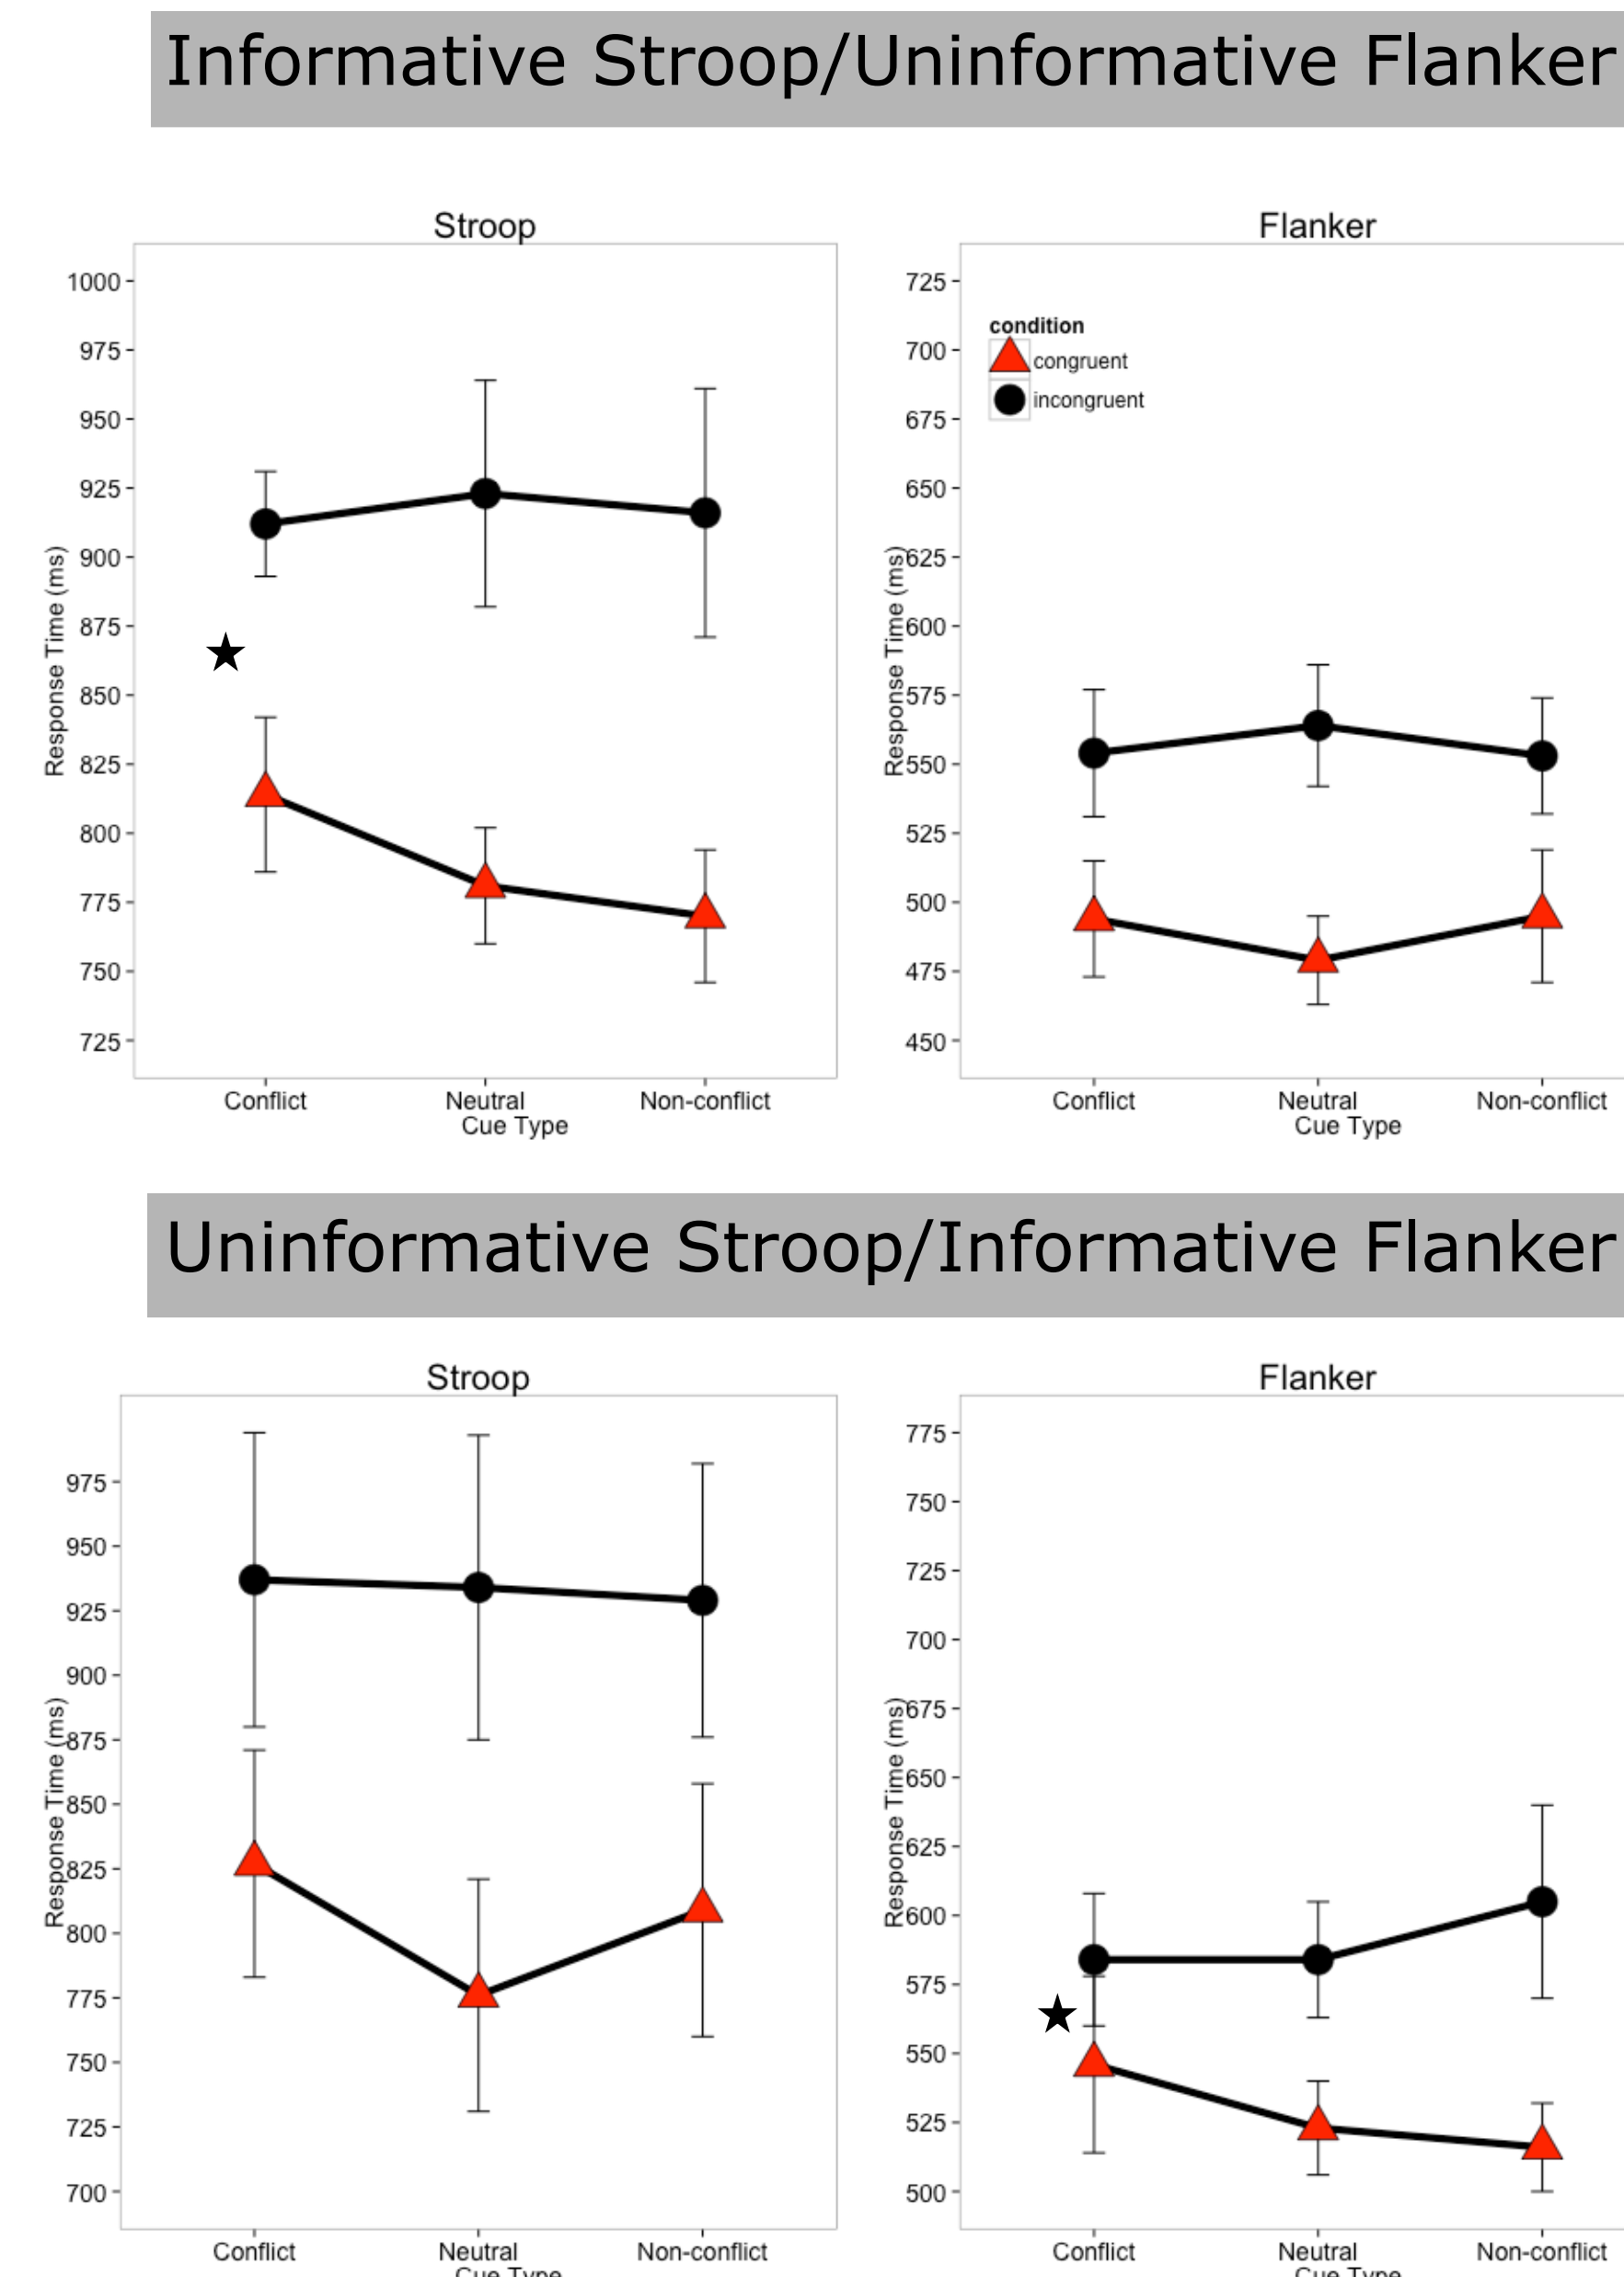 Informative Stroop/Uninformative Flanker
Stroop
1000
975
950
925
900
875
850
825
800
775
750
725
Response Time (ms)
Conflict Neutral Non-conflict
Cue Type
Flanker
condition
congruent
incongruent
725
700
675
650
625
600
575
550
525
500
475
450
Response Time (ms)
Conflict Neutral Non-conflict
Cue Type
Uninformative Stroop/Informative Flanker
Stroop
975
950
925
900
875
850
825
800
775
750
725
700
Response Time (ms)
Conflict Neutral Non-conflict
Cue Type
Flanker
775
750
725
700
675
650
625
600
575
550
525
500
Response Time (ms)
Conflict Neutral Non-conflict
Cue Type